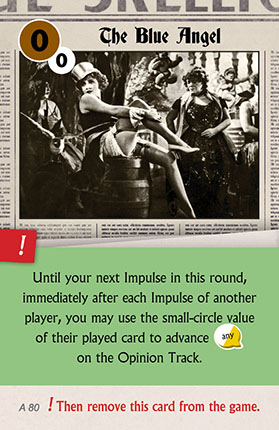 0
0
The Blue Angel
!
Until your next Impulse in this round,
immediately after each Impulse of another
player, you may use the small-circle value
of their played card to advance any
on the Opinion Track.
A 80 ! Then remove this card from the game.